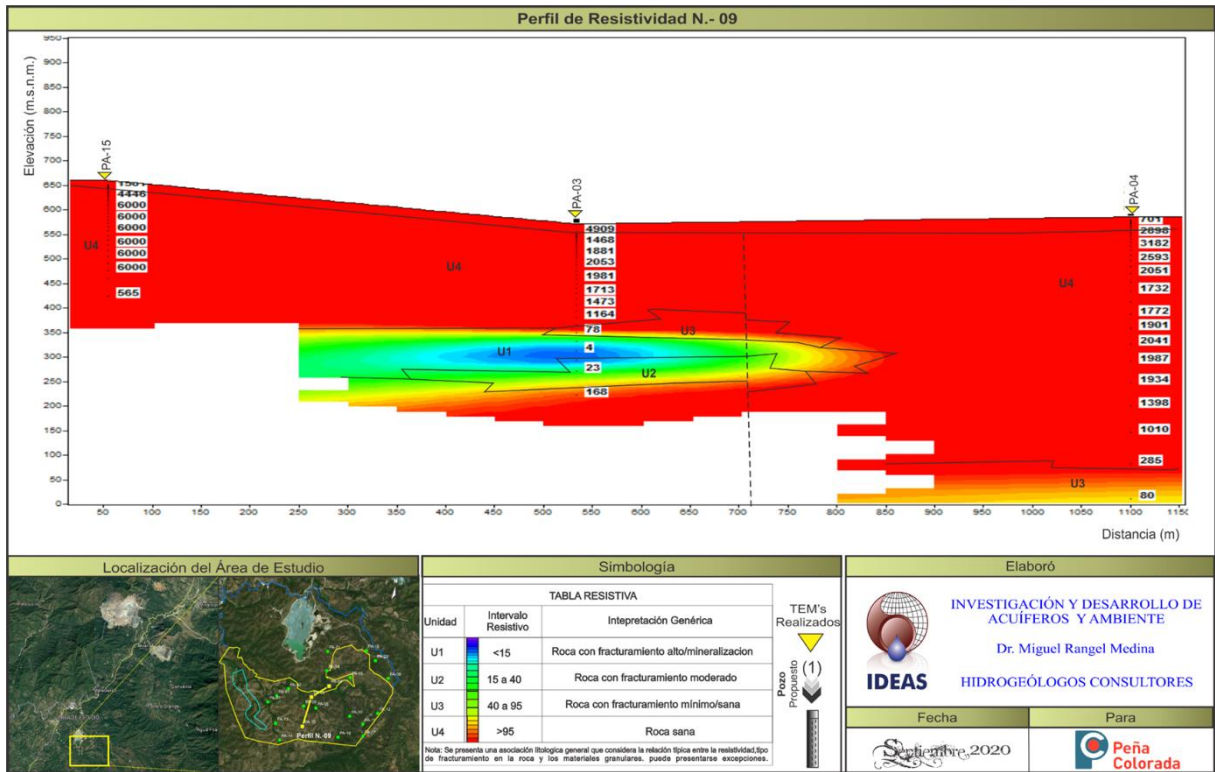 Perfil de Resistividad N.- 09
Elevación (m.s.n.m.)
950
900
850
800
750
700
650
600
550
500
450
400
350
300
250
200
150
100
50
0
PA-15
4446
6000
6000
6000
6000
6000
6000
565
U4
U4
PA-03
4909
1468
1881
2053
1981
1713
1473
1164
78
4
23
168
U1
U2
U3
PA-04
701
2898
3182
2593
2051
1732
1772
1901
2041
1987
1934
1398
1010
285
80
U4
U3
50 100 150 200 250 300 350 400 450 500 550 600 650 700 750 800 850 900 950 1000 1050 1100 1150
Distancia (m)
Localización del Área de Estudio
Perfil N.-09
Simbología
TABLA RESISTIVA
Unidad Intervalo Resistivo Intepretación Genérica
U1 <15 Roca con fracturamiento alto/mineralizacion
U2 15 a 40 Roca con fracturamiento moderado
U3 40 a 95 Roca con fracturamiento mínimo/sana
U4 >95 Roca sana
Nota: Se presenta una asociación litologica general que considera la relación típica entre la resistividad,tipo
de fracturamiento en la roca y los materiales granulares. puede presentarse excepciones.
TEM's
Realizados
(1)
Pozo
Propuesto
Elaboró
IDEAS
INVESTIGACIÓN Y DESARROLLO DE
ACUÍFEROS Y AMBIENTE
Dr. Miguel Rangel Medina
HIDROGEÓLOGOS CONSULTORES
Fecha
Septiembre,2020
Para
Peña
Colorada